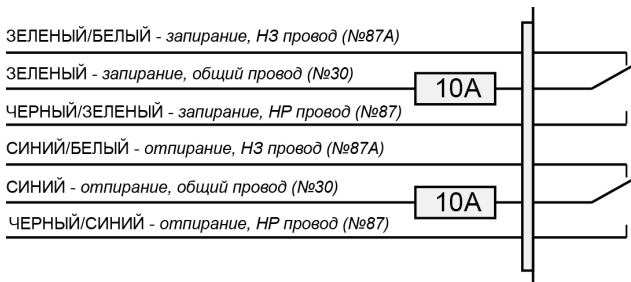 ЗЕЛЕНЫЙ/БЕЛЫЙ - запирание, НЗ провод (№87А)
ЗЕЛЕНЫЙ - запирание, общий провод (№30)
10А
ЧЕРНЫЙ/ЗЕЛЕНЫЙ - запирание, НР провод (№87)
СИНИЙ/БЕЛЫЙ - отпирание, НЗ провод (№87А)
СИНИЙ - отпирание, общий провод (№30)
10А
ЧЕРНЫЙ/СИНИЙ - отпирание, НР провод (№87)